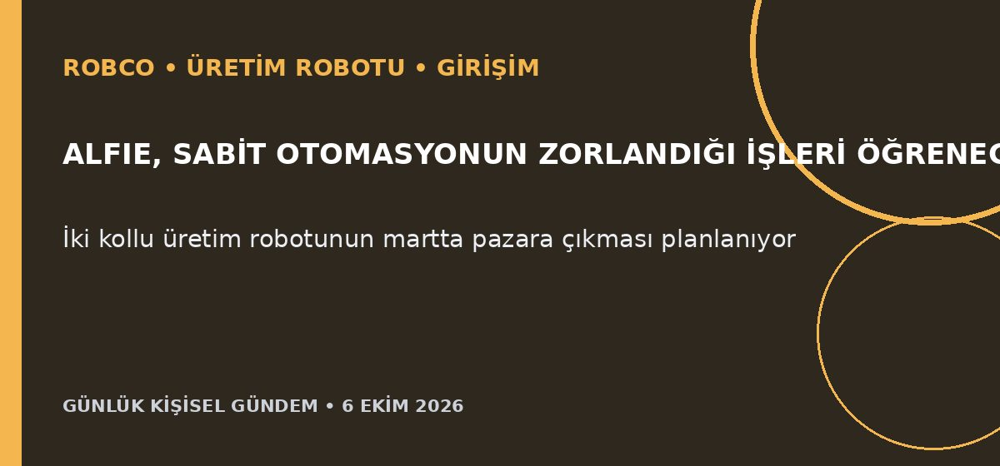 ROBCO • ÜRETİM ROBOTU • GİRİŞİM
ALFIE, SABİT OTOMASYONUN ZORLANDIĞI İŞLERİ
İki kollu üretim robotunun martta pazara çıkması planlanıyor
GÜNLÜK KİŞİSEL GÜNDEM • 6 EKİM 2026